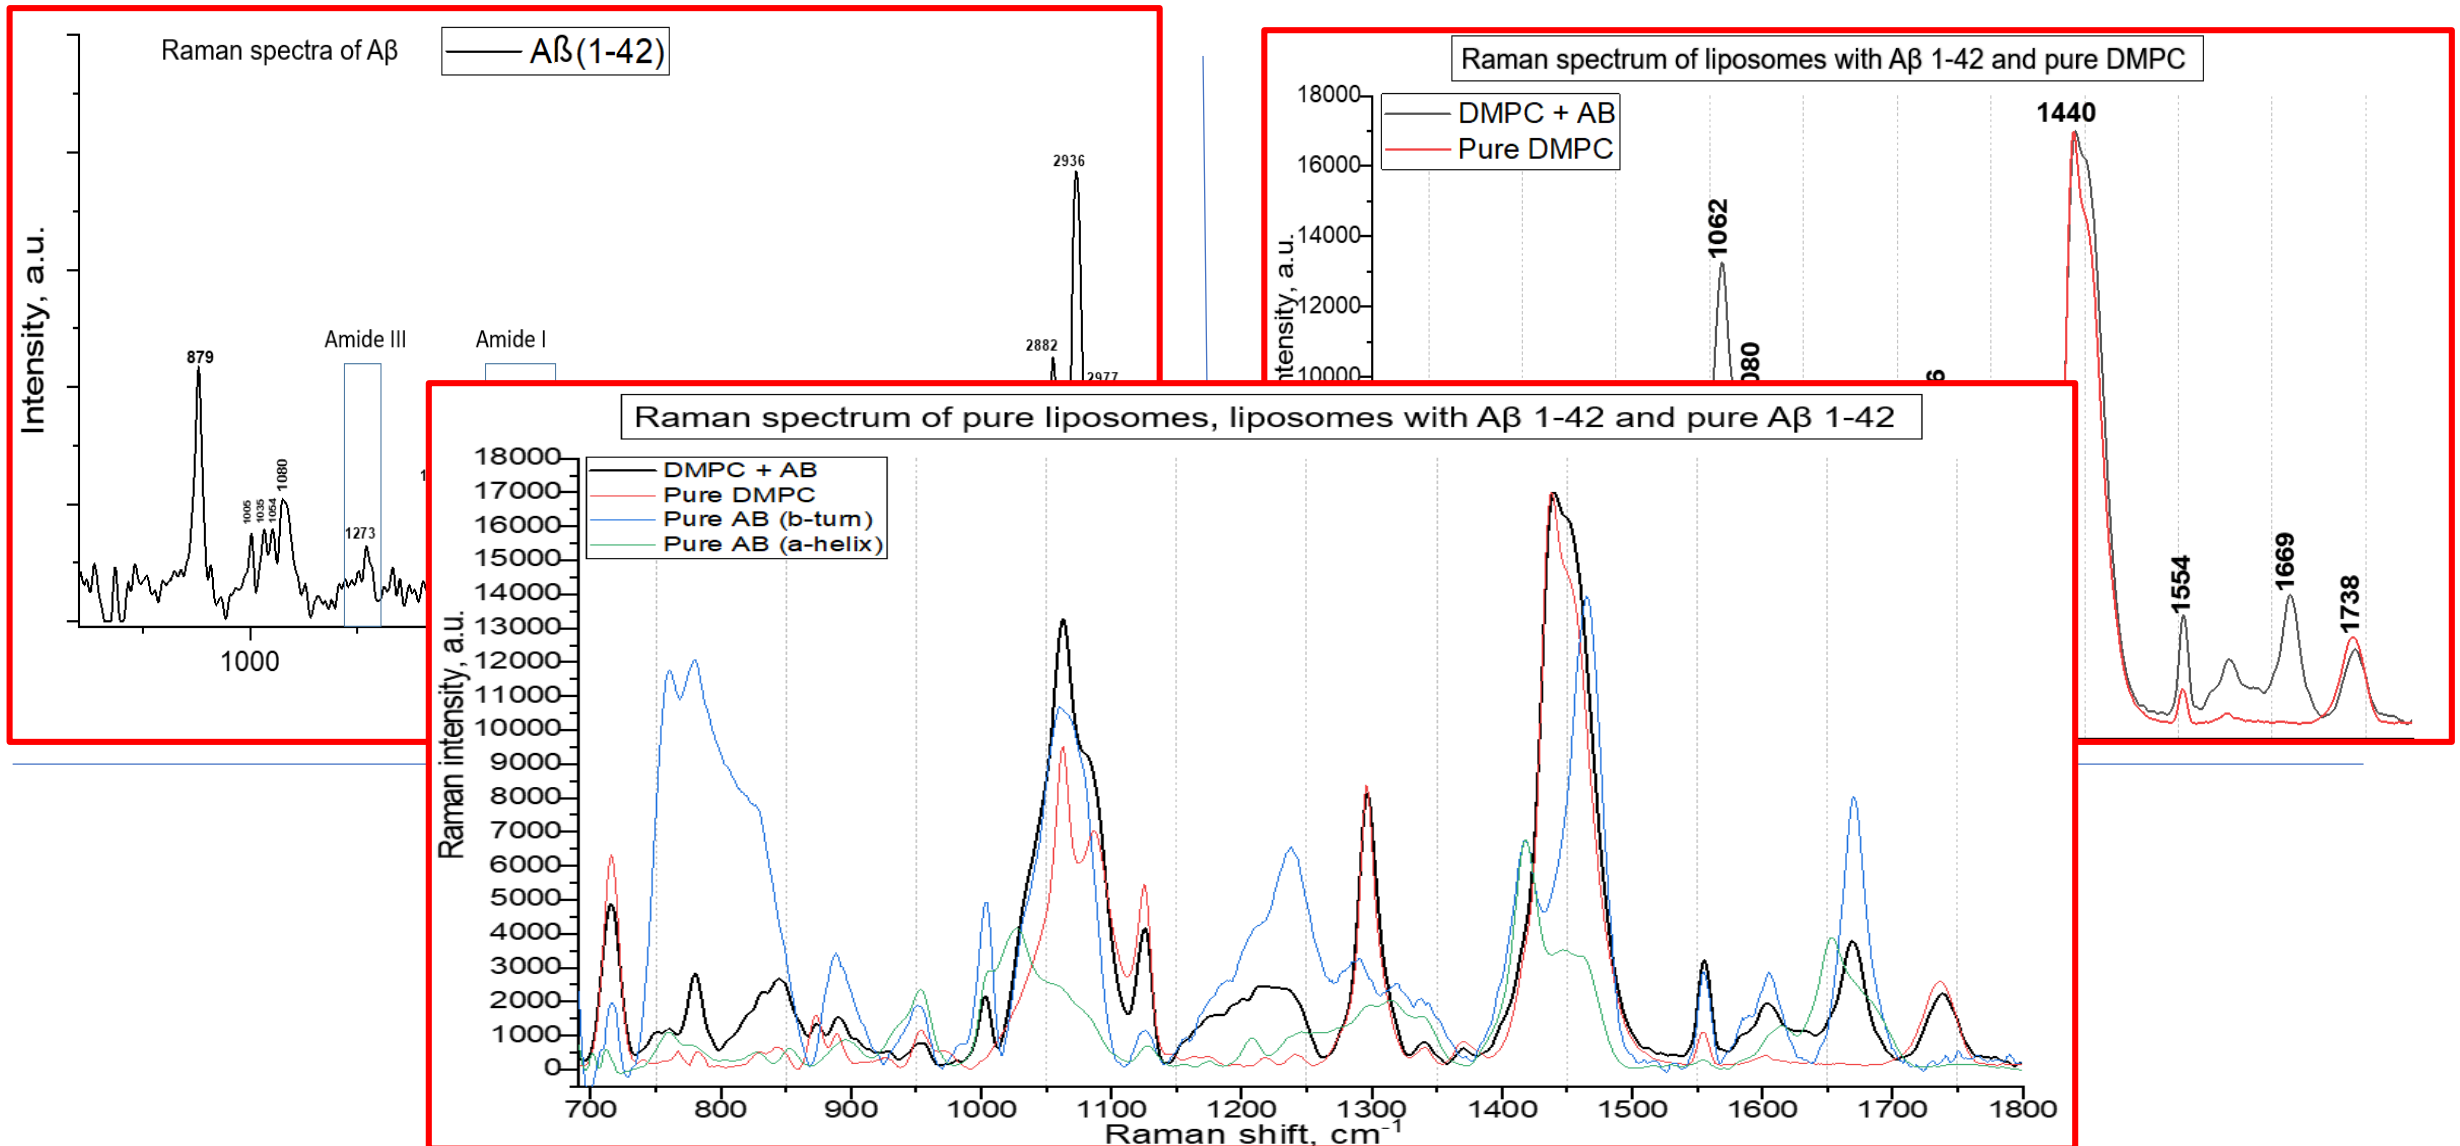 Raman spectra of Aβ
Aß(1-42)
Intensity, a.u.
2936
2882
2977
Amide III
Amide I
879
1005
1035
1054
1080
1273
1000
Raman spectrum of liposomes with Aβ 1-42 and pure DMPC
DMPC + AB
Pure DMPC
18000
16000
14000
12000
10000
1440
1062
1554
1669
1738
Raman spectrum of pure liposomes, liposomes with Aβ 1-42 and pure Aβ 1-42
DMPC + AB
Pure DMPC
Pure AB (b-turn)
Pure AB (a-helix)
Raman intensity, a.u.
18000
17000
16000
15000
14000
13000
12000
11000
10000
9000
8000
7000
6000
5000
4000
3000
2000
1000
0
700 800 900 1000 1100 1200 1300 1400 1500 1600 1700 1800
Raman shift, cm⁻¹